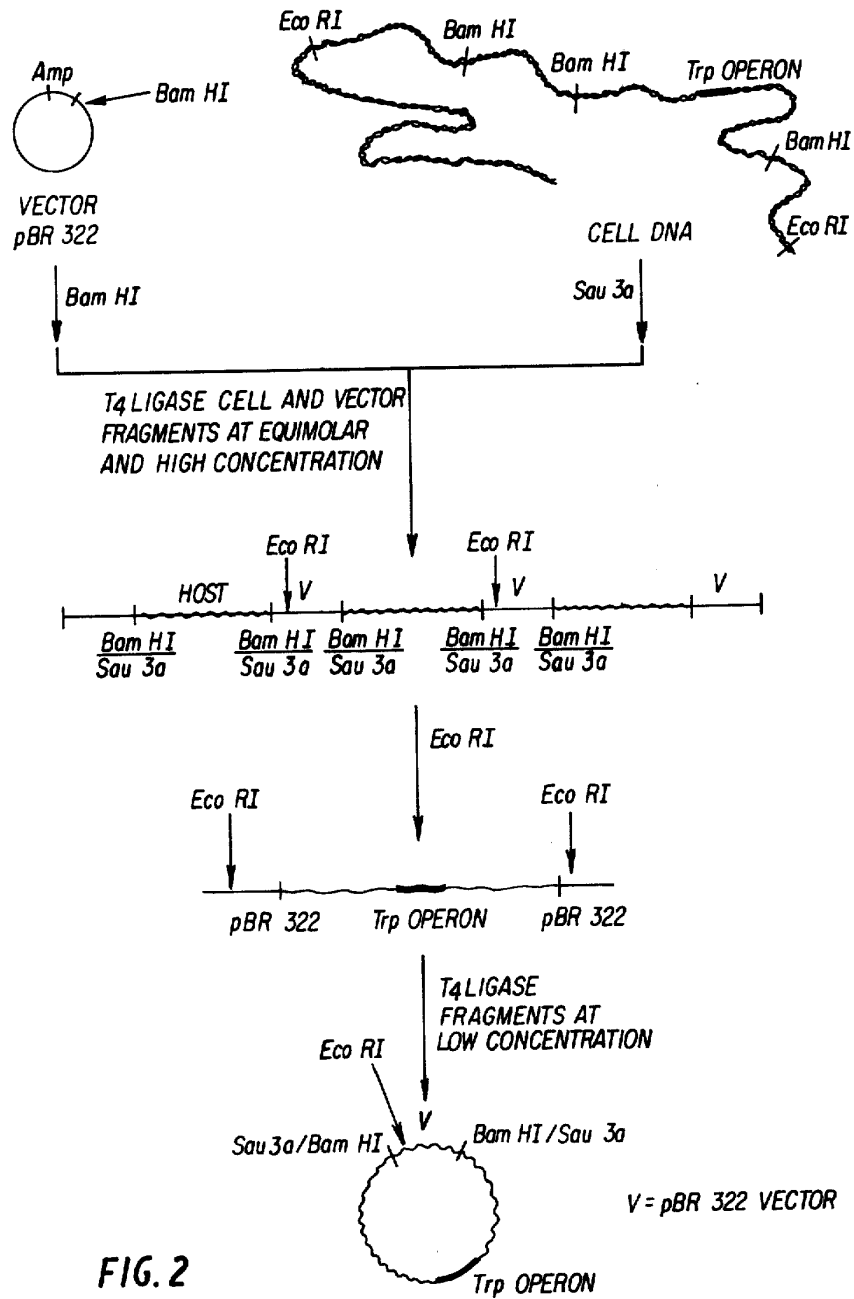 Eco RI
Bam HI
Bam HI
Trp OPERON
Amp
Bam HI
Bam HI
Eco RI
VECTOR
pBR 322
CELL DNA
Bam HI
Sau 3a
T4 LIGASE CELL AND VECTOR
FRAGMENTS AT EQUIMOLAR
AND HIGH CONCENTRATION
Eco RI
Eco RI
HOST
V
V
V
Bam HI
Sau 3a
Bam HI
Sau 3a
Bam HI
Sau 3a
Bam HI
Sau 3a
Bam HI
Sau 3a
Eco RI
Eco RI
Eco RI
pBR 322
Trp OPERON
pBR 322
T4 LIGASE
FRAGMENTS AT
LOW CONCENTRATION
Eco RI
V
Sau 3a/Bam HI
Bam HI/Sau 3a
V = pBR 322 VECTOR
Trp OPERON
FIG. 2